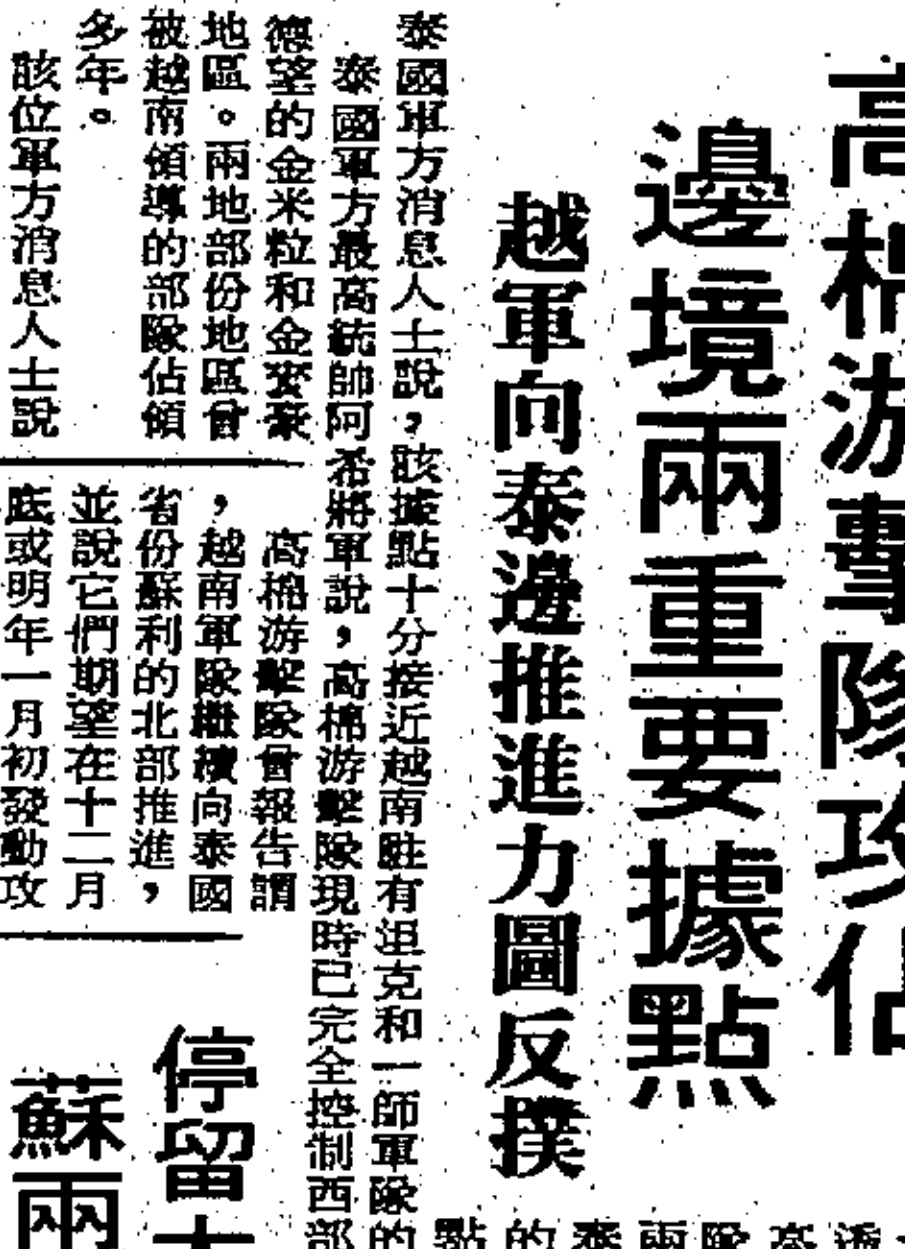 高棉游擊隊攻佔
邊境兩重要據點
越軍向泰邊推進力圖反撲
泰國軍方消息人士說，該據點十分接近越南駐有坦克和一師軍隊的
泰國軍方最高統帥阿希將軍說，高棉游擊隊現時已完全控制西部
德望的金米粒和金密豪
地區。兩地部份地區曾
被越南領導的部隊佔領
多年。
該位軍方消息人士說
高棉游擊隊曾報告謂
，越南軍隊繼續向泰國
省份蘇利的北部推進，
並說它們期望在十二月
底或明年一月初發動攻
停留
蘇兩
點的泰兩隊高